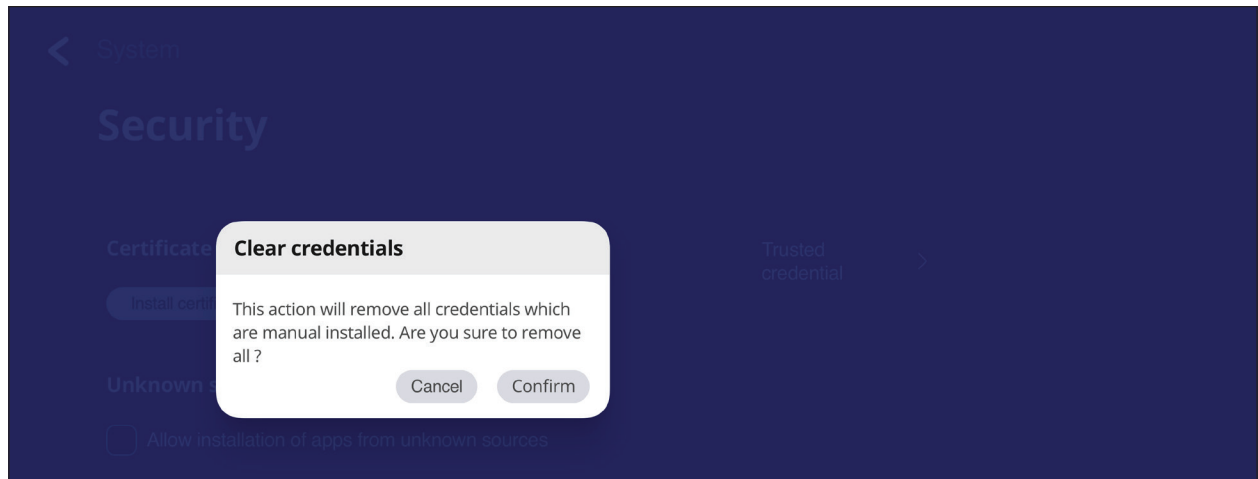 System
Security
Certificate
Trusted
credential
Install certif
Clear credentials
This action will remove all credentials which
are manual installed. Are you sure to remove
all ?
Cancel
Confirm
Unknown s
Allow installation of apps from unknown sources